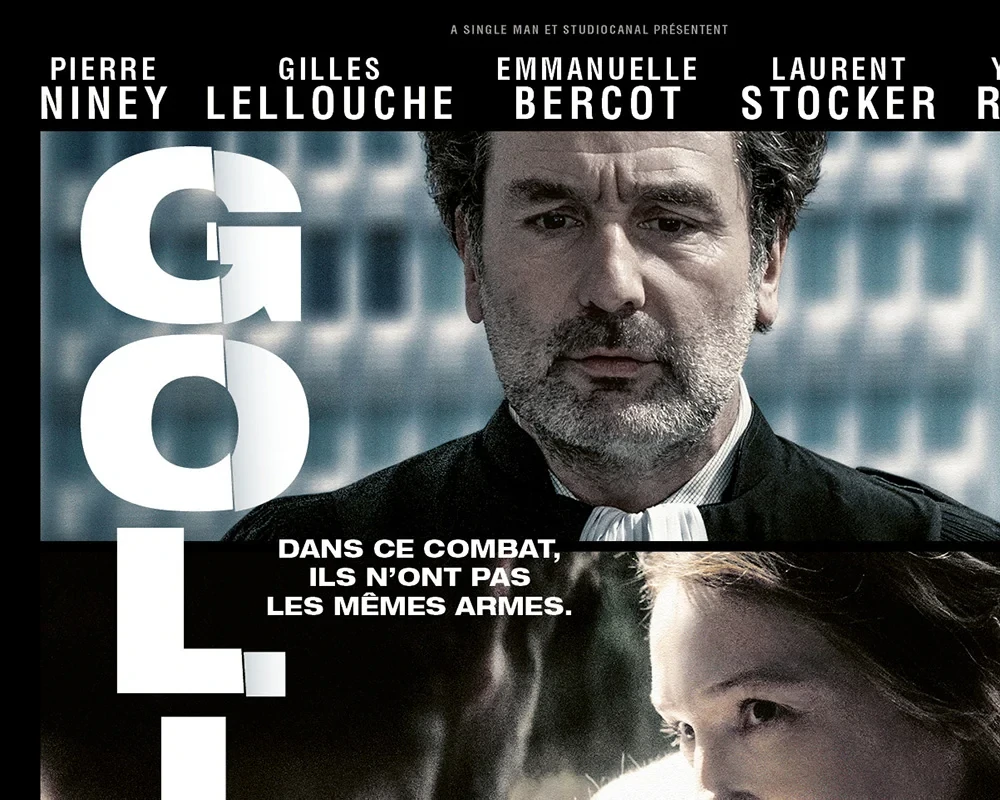 A SINGLE MAN ET STUDIOCANAL PRÉSENTENT
PIERRE NINEY
GILLES LELLOUCHE
EMMANUELLE BERCOT
LAURENT STOCKER
GOLI
DANS CE COMBAT,
ILS N'ONT PAS
LES MÊMES ARMES.